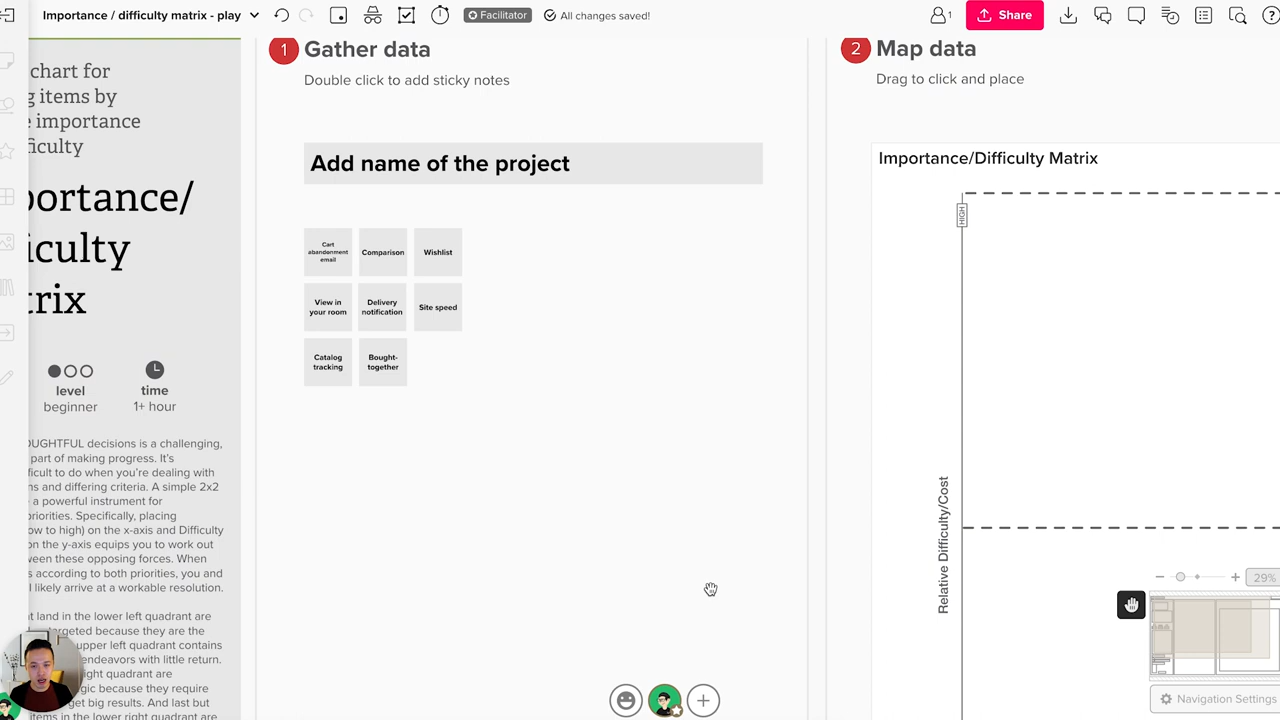 Importance / difficulty matrix - play
Facilitator
All changes saved!
1
Share
chart for
g items by
importance
ficulty
portance/
iculty
trix
level
beginner
time
1+ hour
OUGHTFUL decisions is a challenging,
part of making progress. It's
ficult to do when you're dealing with
ns and differing criteria. A simple 2x2
a powerful instrument for
priorities. Specifically, placing
ow to high) on the x-axis and Difficulty
on the y-axis equips you to work out
ween these opposing forces. When
s according to both priorities, you and
l likely arrive at a workable resolution.
t land in the lower left quadrant are
targeted because they are the
upper left quadrant contains
endeavors with little return.
ight quadrant are
gic because they require
get big results. And last but
items in the lower right quadrant are
1 Gather data
Double click to add sticky notes
Add name of the project
Cart
abandonment
email
Comparison
Wishlist
View in
your room
Delivery
notification
Site speed
Catalog
tracking
Bought-
together
2 Map data
Drag to click and place
Importance/Difficulty Matrix
HIGH
Relative Difficulty/Cost
29%
Navigation Settings